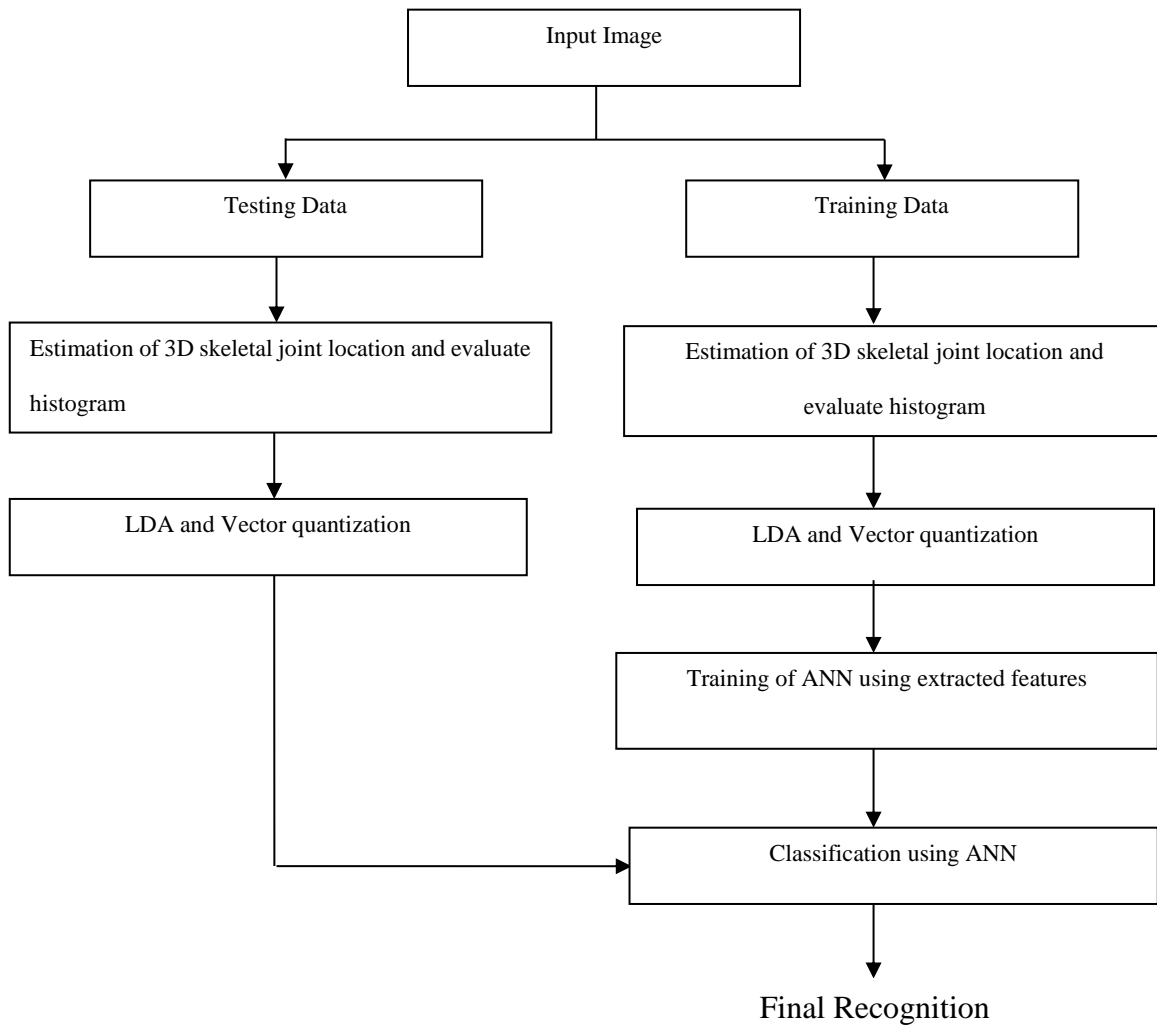 Input Image
Testing Data
Training Data
Estimation of 3D skeletal joint location and evaluate
histogram
Estimation of 3D skeletal joint location and
evaluate histogram
LDA and Vector quantization
LDA and Vector quantization
Training of ANN using extracted features
Classification using ANN
Final Recognition